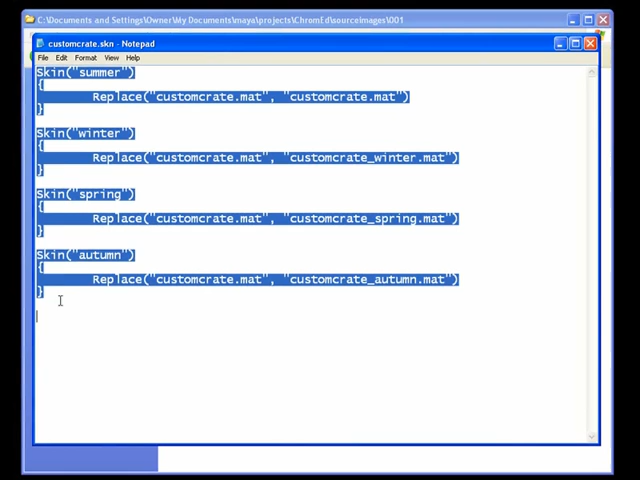 C:\Documents and Settings\Owner\My Documents\maya\projects\ChromEd\sourceimages\001
customcrate.skn - Notepad
File Edit Format View Help
Skin("summer")
{
Replace("customcrate.mat", "customcrate.mat")
}
Skin("winter")
{
Replace("customcrate.mat", "customcrate_winter.mat")
}
Skin("spring")
{
Replace("customcrate.mat", "customcrate_spring.mat")
}
Skin("autumn")
{
Replace("customcrate.mat", "customcrate_autumn.mat")
}